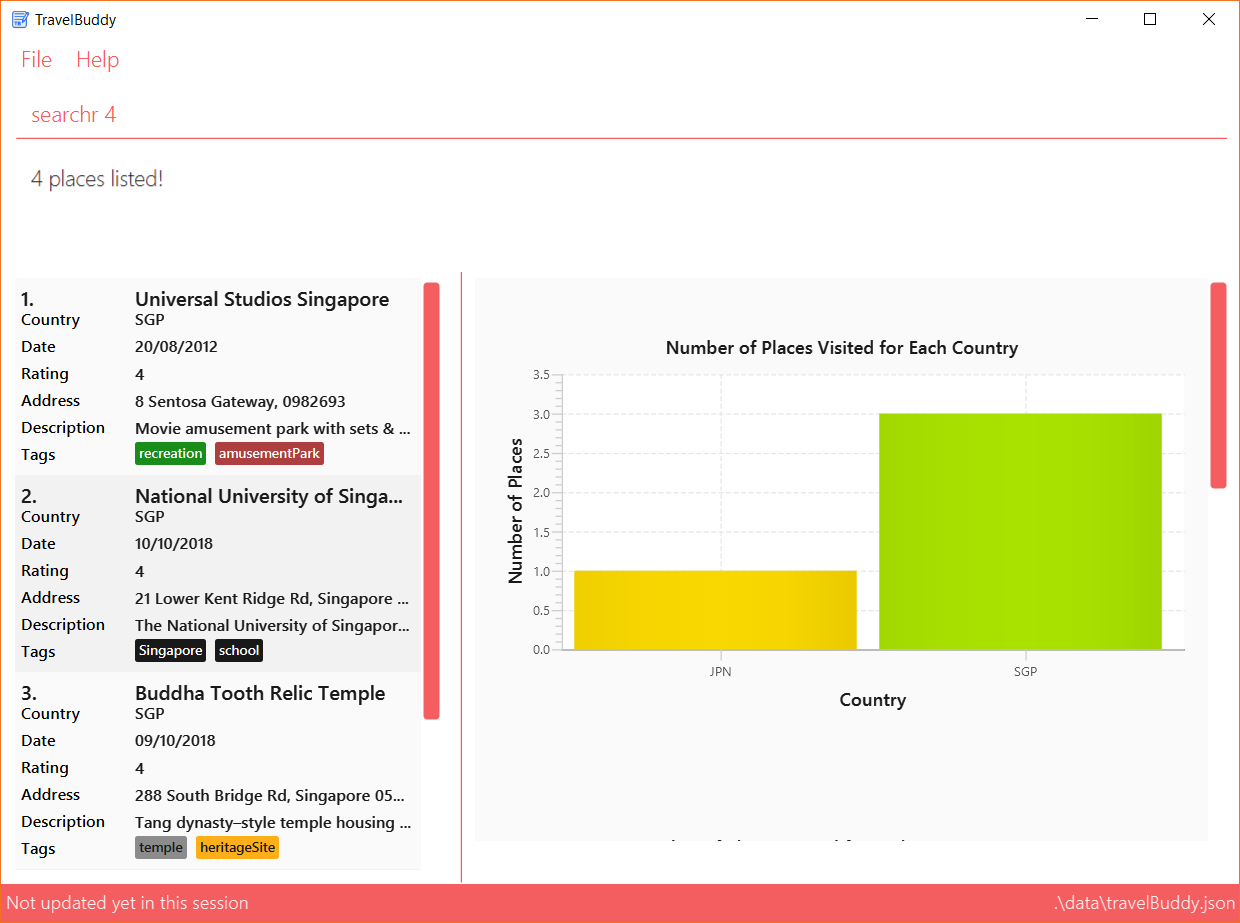 TravelBuddy
File Help
searchr 4
4 places listed!
1. Universal Studios Singapore
Country SGP
Date 20/08/2012
Rating 4
Address 8 Sentosa Gateway, 0982693
Description Movie amusement park with sets & ...
Tags recreation amusementPark
2. National University of Singa...
Country SGP
Date 10/10/2018
Rating 4
Address 21 Lower Kent Ridge Rd, Singapore ...
Description The National University of Singapor...
Tags Singapore school
3. Buddha Tooth Relic Temple
Country SGP
Date 09/10/2018
Rating 4
Address 288 South Bridge Rd, Singapore 05...
Description Tang dynasty–style temple housing ...
Tags temple heritageSite
Number of Places Visited for Each Country
Number of Places
3.5
3.0
2.5
2.0
1.5
1.0
0.5
0.0
JPN SGP
Country
Not updated yet in this session .\data\travelBuddy.json